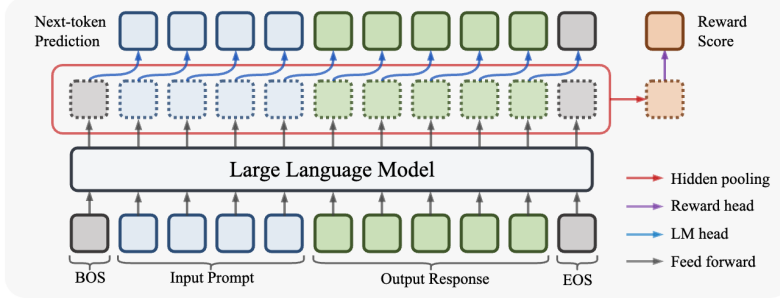 Next-token
Prediction
Reward
Score
Large Language Model
Hidden pooling
Reward head
LM head
Feed forward
BOS
Input Prompt
Output Response
EOS